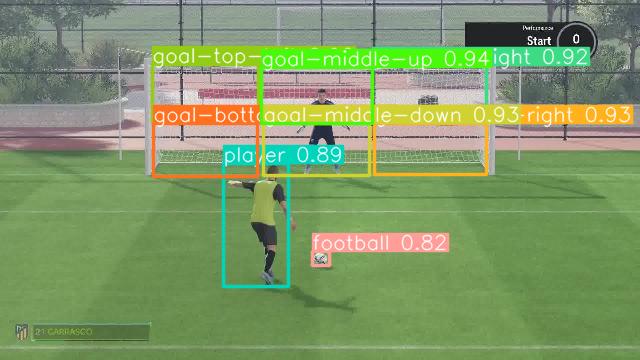 Performance
Start 0
goal-top-
goal-middle-up 0.94
ight 0.92
goal-botto
goal-middle-down 0.93
-right 0.93
player 0.89
football 0.82
21 CARRASCO